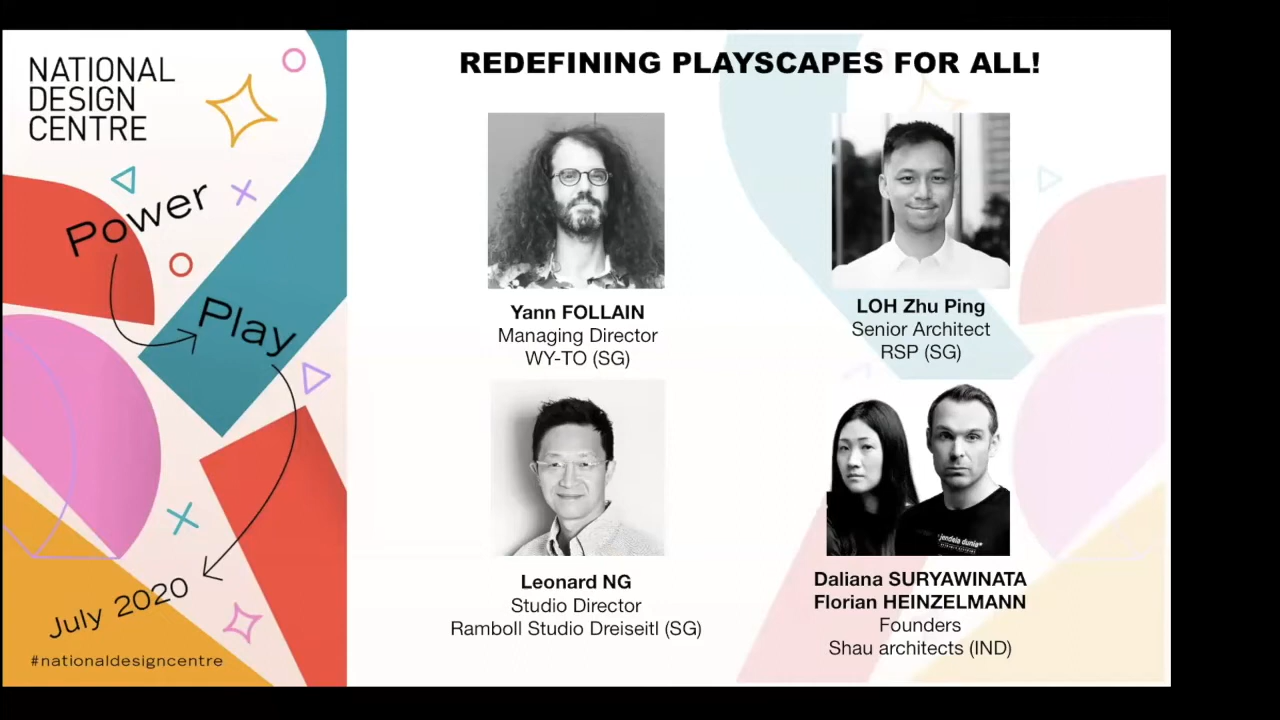 NATIONAL
DESIGN
CENTRE
Power
Play
July 2020
#nationaldesigncentre
REDEFINING PLAYSCAPES FOR ALL!
Yann FOLLAIN
Managing Director
WY-TO (SG)
LOH Zhu Ping
Senior Architect
RSP (SG)
Leonard NG
Studio Director
Ramboll Studio Dreiseitl (SG)
"jendela dunia"
Daliana SURYAWINATA
Florian HEINZELMANN
Founders
Shau architects (IND)